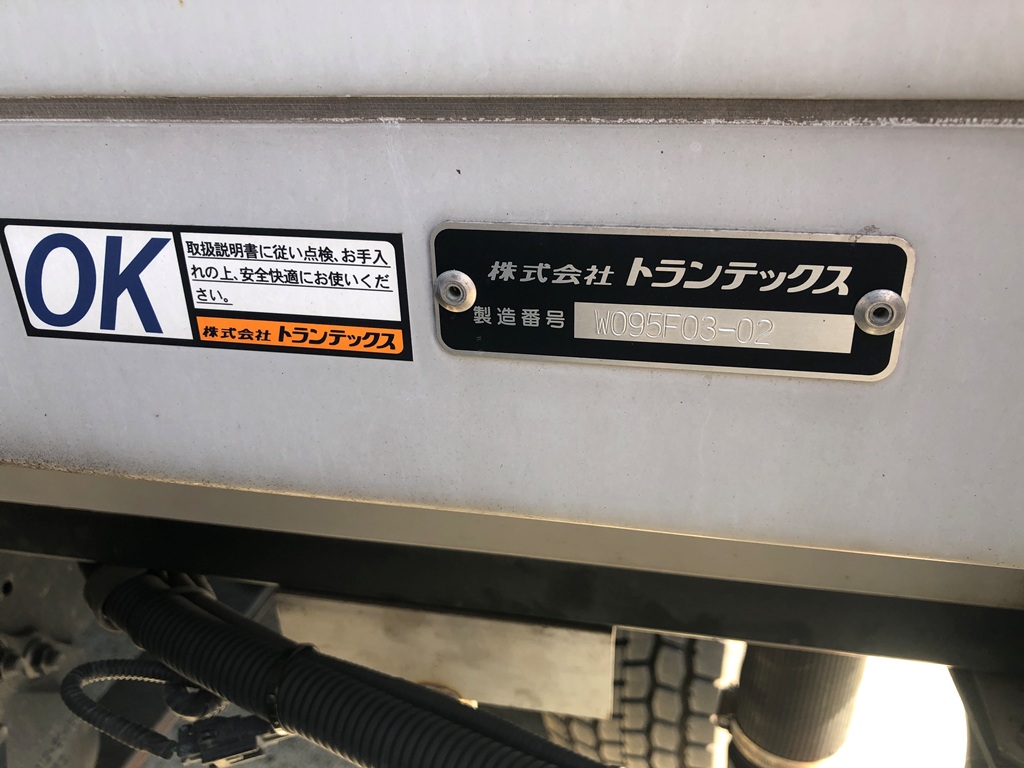 OK
取扱説明書に従い点検、お手入
れの上、安全快適にお使いくだ
さい。
株式会社 トランテックス
株式会社 トランテックス
製造番号 W095F03-02